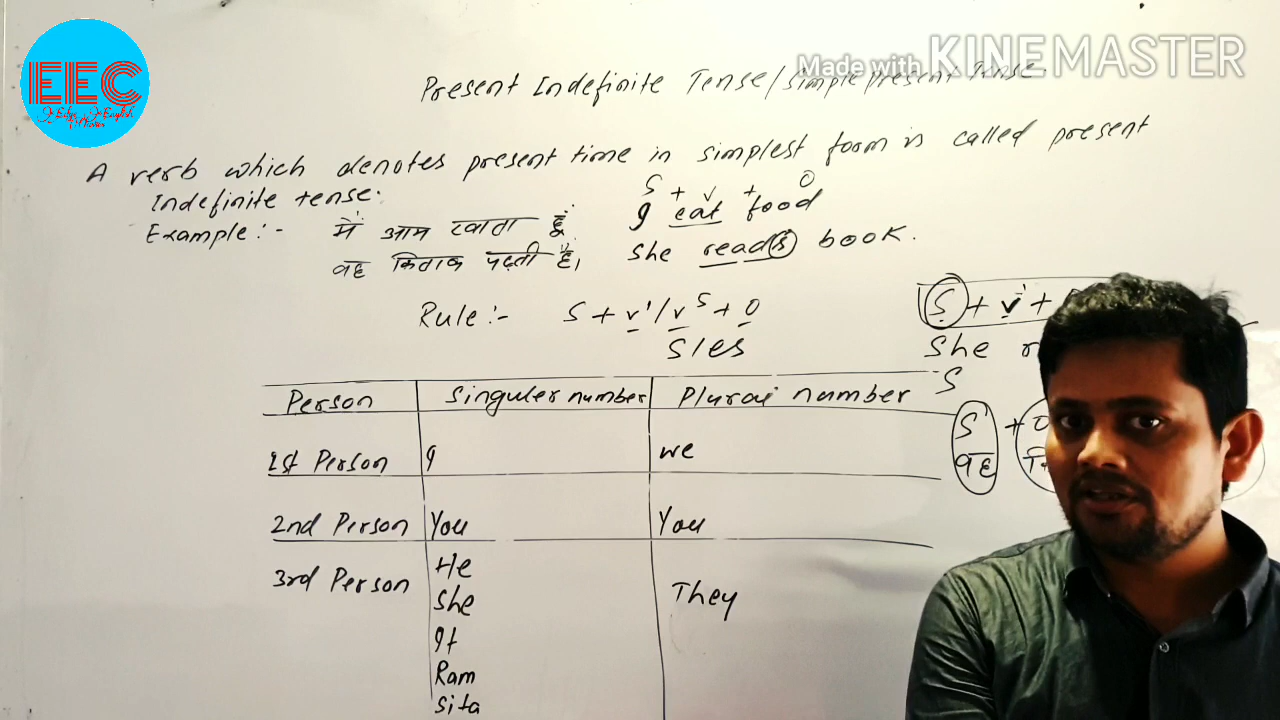 EEC
Made with KINEMASTER
Present Indefinite Tense/Simple present Tense.
A verb which denotes present time in simplest form is called present
Indefinite tense.
S + V + O
Example:- मैं आम खाता हूँ. I eat food
वह किताब पढ़ती है। She reads book.
Rule:- S + V¹/V⁵ + O
S/es
S + V¹ +
She
S
S +
वह
Person Singuler number Plural number
1st Person I we
2nd Person You You
3rd Person He
She They
It
Ram
Sita